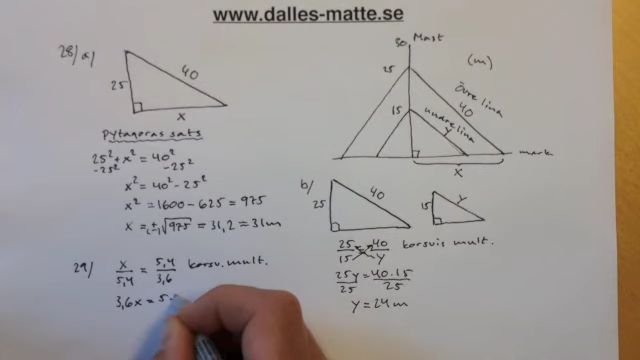 www.dalles-matte.se
28/ a/
25
40
x
Pytagoras sats
25² + x² = 40²
-25² -25²
x² = 40² - 25²
x² = 1600 - 625 = 975
x = ±√975 = 31,2 = 31m
29/ x/5,4 = 5,4/3,6 korsv. mult.
3,6x = 5,
30 Mast
25
15
(m)
övre lina
40
undre lina
y
mark
x
b/
25
40
15
y
25/15 = 40/y korsvis mult.
25y/25 = 40·15/25
y = 24m